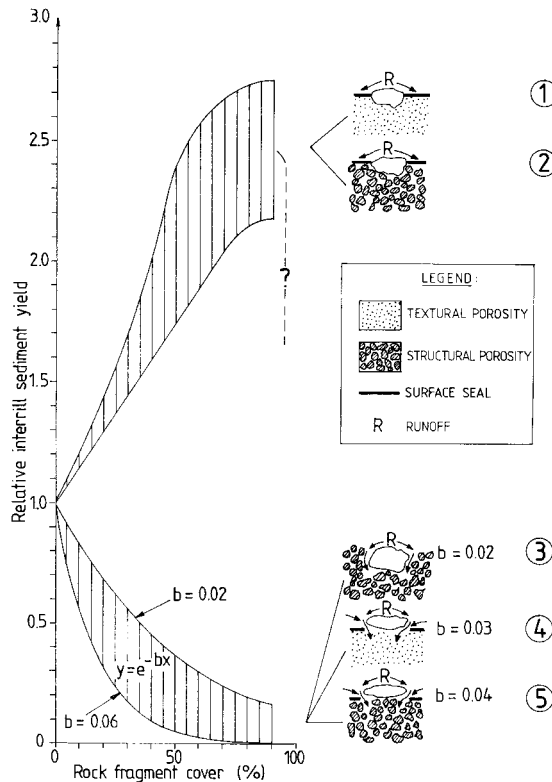 3.0
2.5
2.0
1.5
1.0
0.5
0
Relative interrill sediment yield
0 50 100
Rock fragment cover (%)
?
b = 0.02
y=e^-bx
b = 0.06
R
1
R
2
LEGEND:
TEXTURAL POROSITY
STRUCTURAL POROSITY
SURFACE SEAL
R RUNOFF
R b = 0.02 3
R b = 0.03 4
R b = 0.04 5